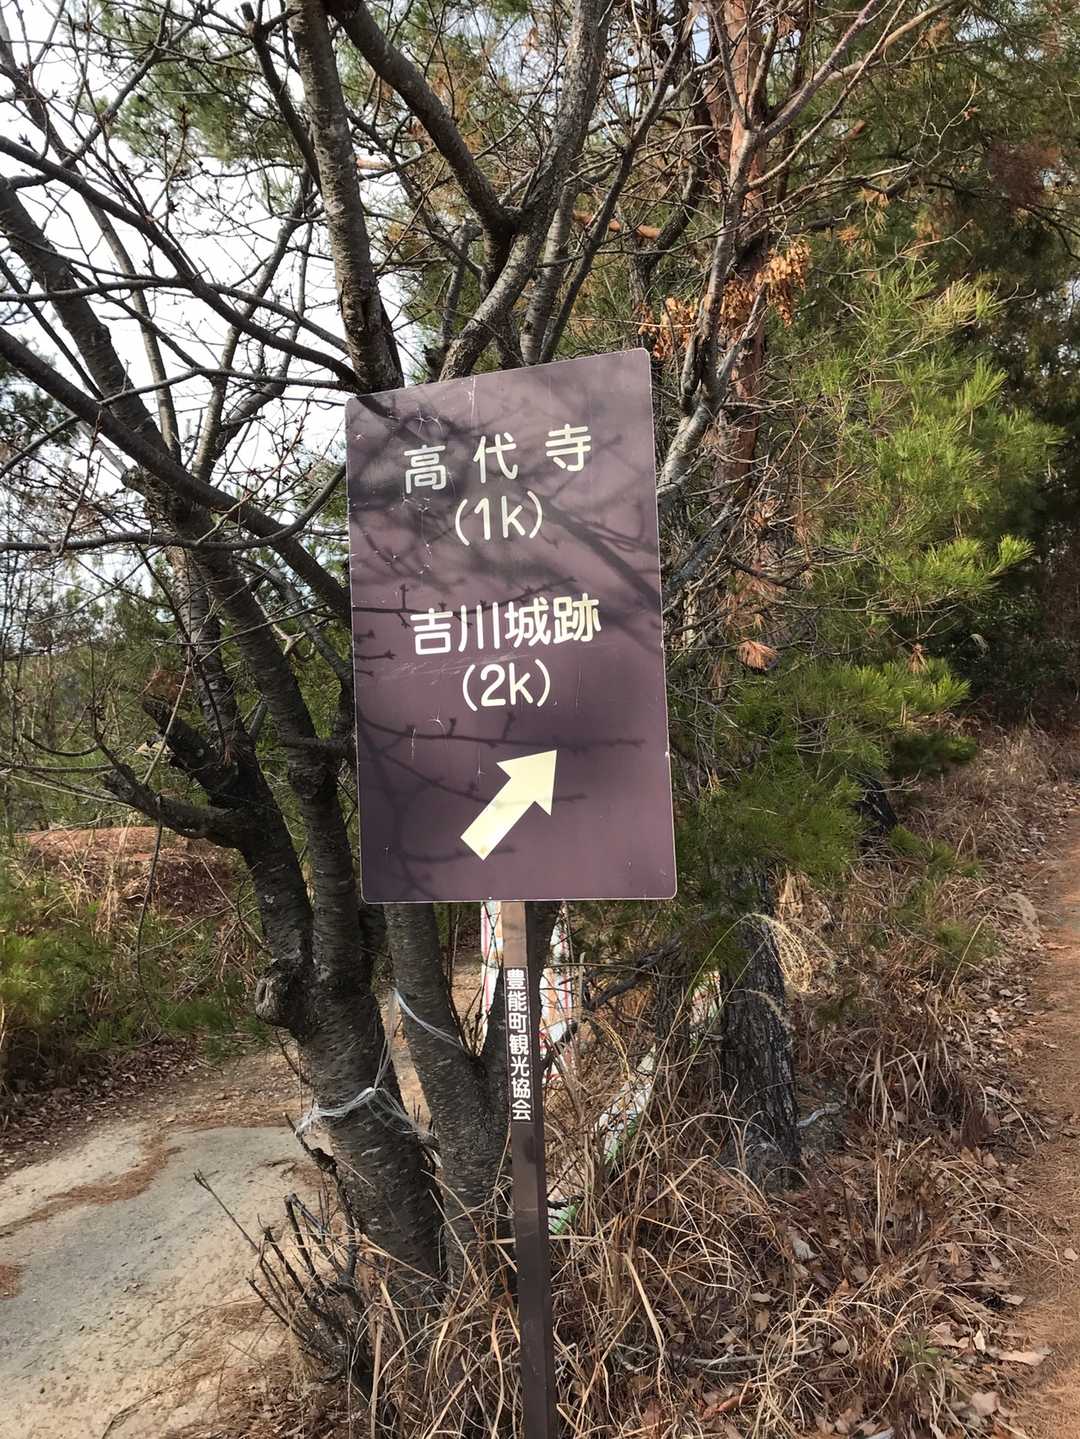 高代寺
(1k)
吉川城跡
(2k)
豊能町観光協会